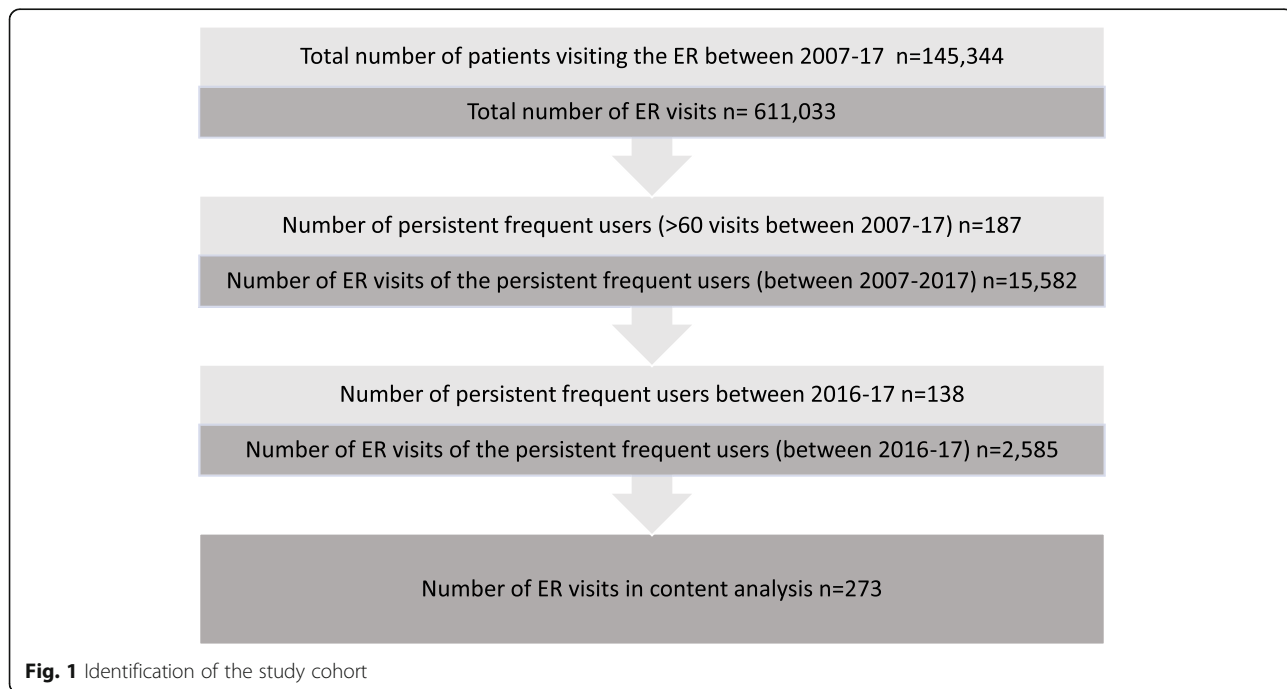 Total number of patients visiting the ER between 2007-17 n=145,344
Total number of ER visits n= 611,033
Number of persistent frequent users (>60 visits between 2007-17) n=187
Number of ER visits of the persistent frequent users (between 2007-2017) n=15,582
Number of persistent frequent users between 2016-17 n=138
Number of ER visits of the persistent frequent users (between 2016-17) n=2,585
Number of ER visits in content analysis n=273
Fig. 1 Identification of the study cohort